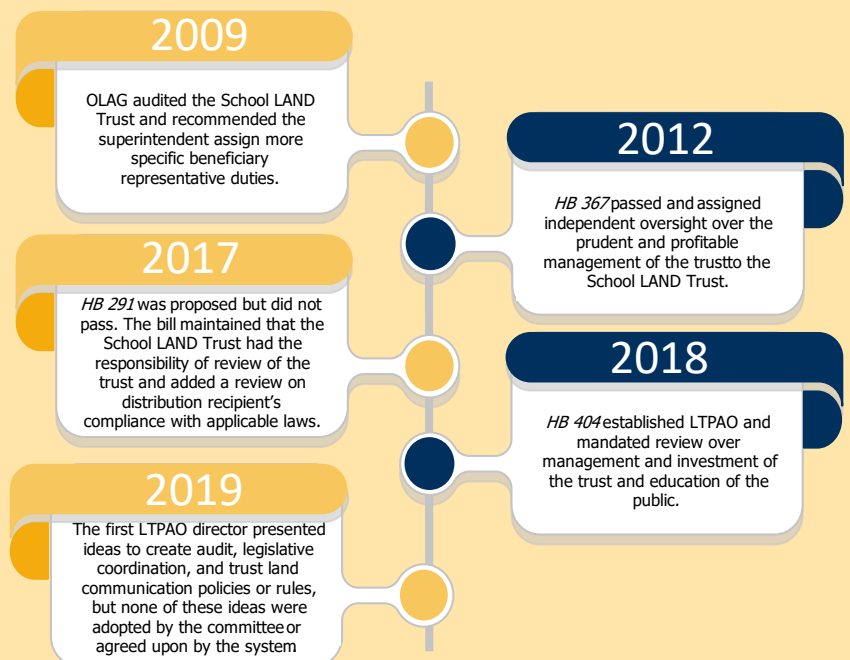 2009
OLAG audited the School LAND
Trust and recommended the
superintendent assign more
specific beneficiary
representative duties.
2012
HB 367 passed and assigned
independent oversight over the
prudent and profitable
management of the trustto the
School LAND Trust.
2017
HB 291 was proposed but did not
pass. The bill maintained that the
School LAND Trust had the
responsibility of review of the
trust and added a review on
distribution recipient's
compliance with applicable laws.
2018
HB 404 established LTPAO and
mandated review over
management and investment of
the trust and education of the
public.
2019
The first LTPAO director presented
ideas to create audit, legislative
coordination, and trust land
communication policies or rules,
but none of these ideas were
adopted by the committee or
agreed upon by the system